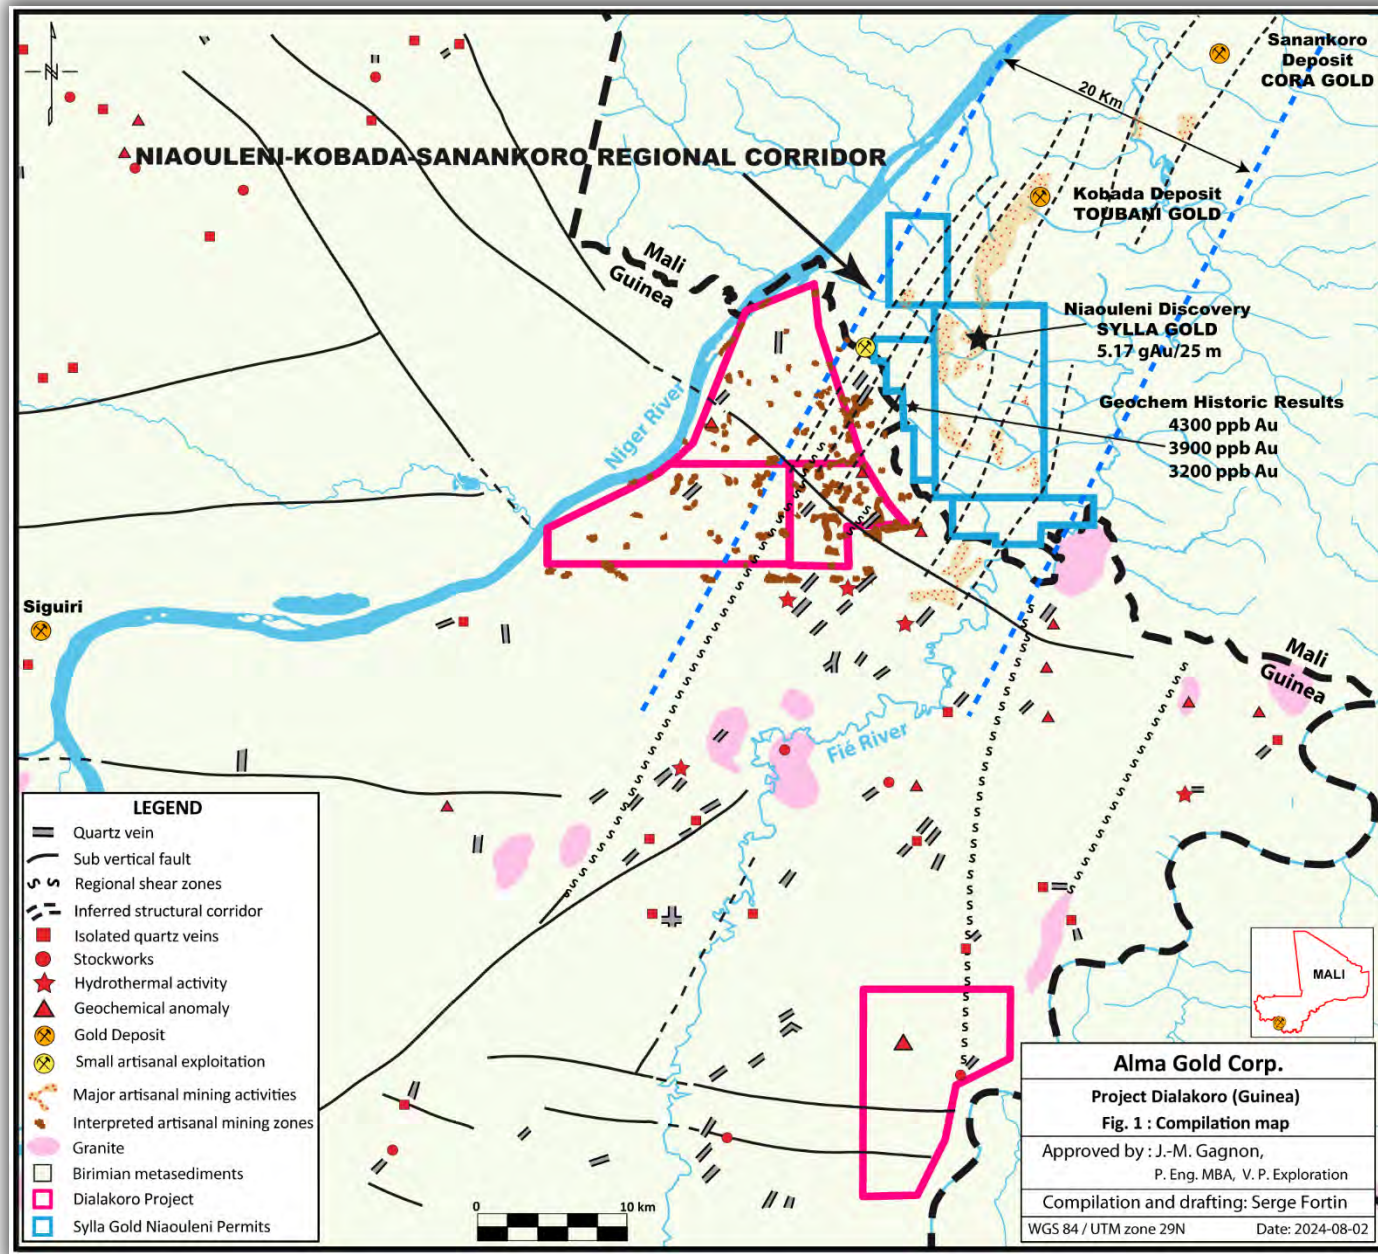 N
Sanankoro
Deposit
CORA GOLD
20 Km
NIAOULENI-KOBADA-SANANKORO REGIONAL CORRIDOR
Kobada Deposit
TOUBANI GOLD
Mali
Guinea
Niaouleni Discovery
SYLLA GOLD
5.17 gAu/25 m
Geochem Historic Results
4300 ppb Au
3900 ppb Au
3200 ppb Au
Niger River
Siguiri
Mali
Guinea
Fié River
LEGEND
Quartz vein
Sub vertical fault
S S Regional shear zones
Inferred structural corridor
Isolated quartz veins
Stockworks
Hydrothermal activity
Geochemical anomaly
Gold Deposit
Small artisanal exploitation
Major artisanal mining activities
Interpreted artisanal mining zones
Granite
Birimian metasediments
Dialakoro Project
Sylla Gold Niaouleni Permits
0 10 km
MALI
Alma Gold Corp.
Project Dialakoro (Guinea)
Fig. 1 : Compilation map
Approved by : J.-M. Gagnon,
P. Eng. MBA, V. P. Exploration
Compilation and drafting: Serge Fortin
WGS 84 / UTM zone 29N Date: 2024-08-02